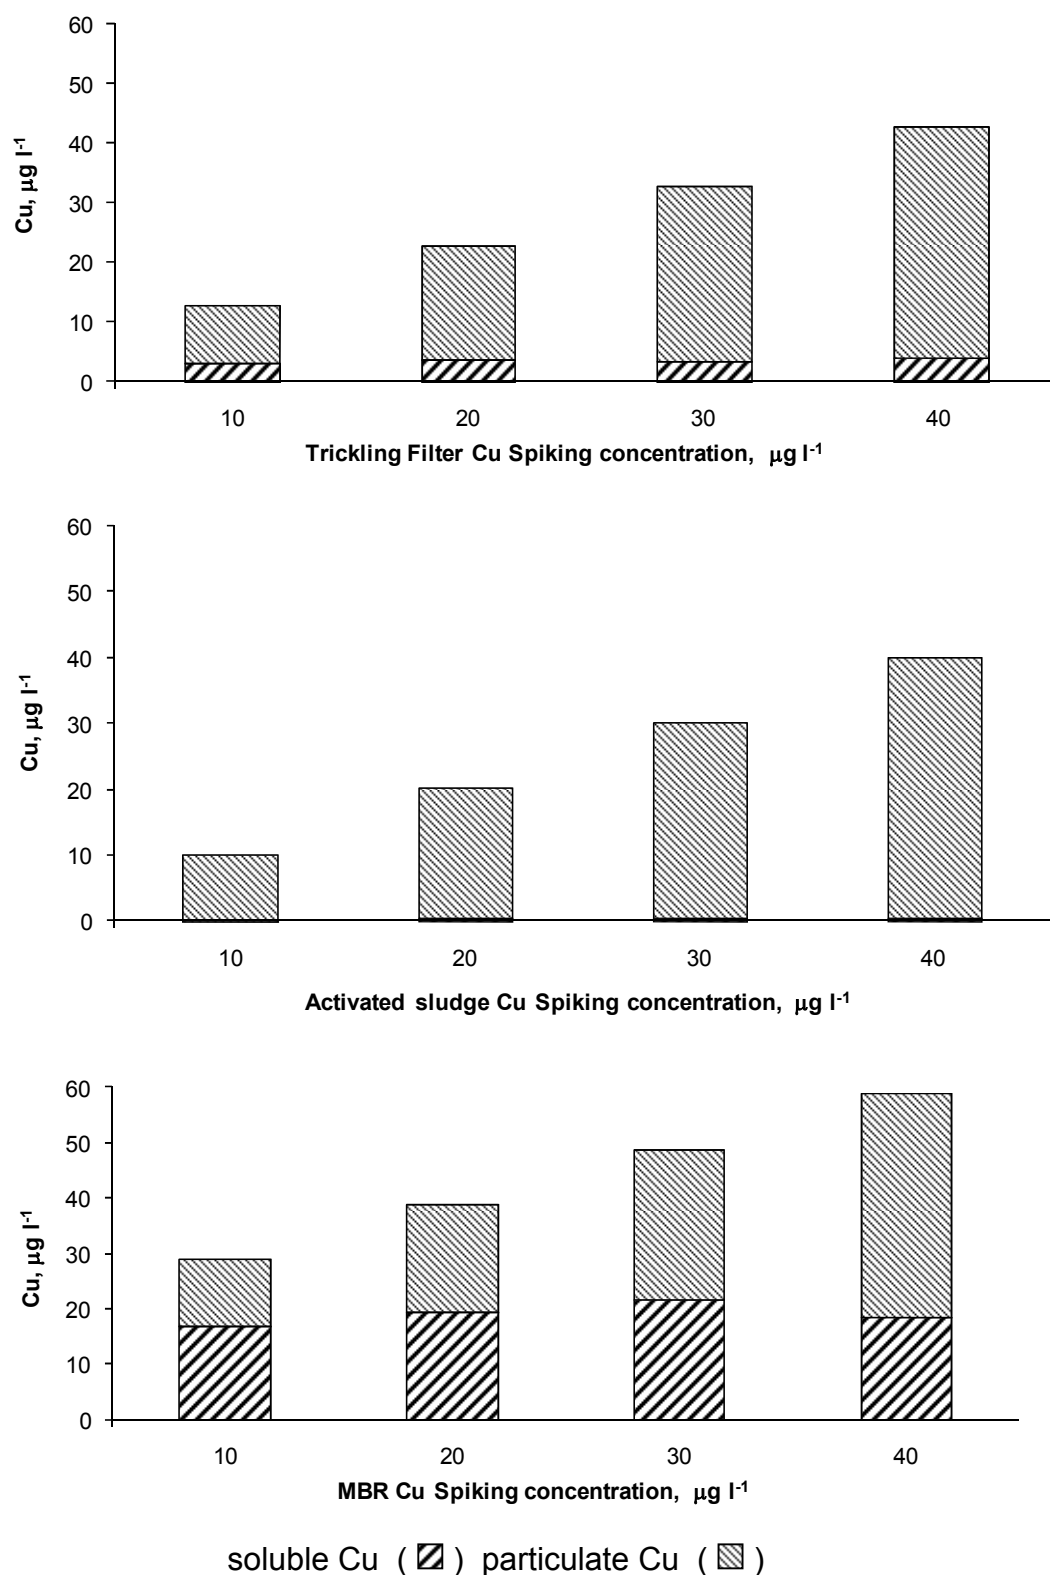 60
50
40
30
20
10
0
Cu, μg l-1
10 20 30 40
Trickling Filter Cu Spiking concentration, μg l-1
60
50
40
30
20
10
0
Cu, μg l-1
10 20 30 40
Activated sludge Cu Spiking concentration, μg l-1
60
50
40
30
20
10
0
Cu, μg l-1
10 20 30 40
MBR Cu Spiking concentration, μg l-1
soluble Cu ( ) particulate Cu ( )